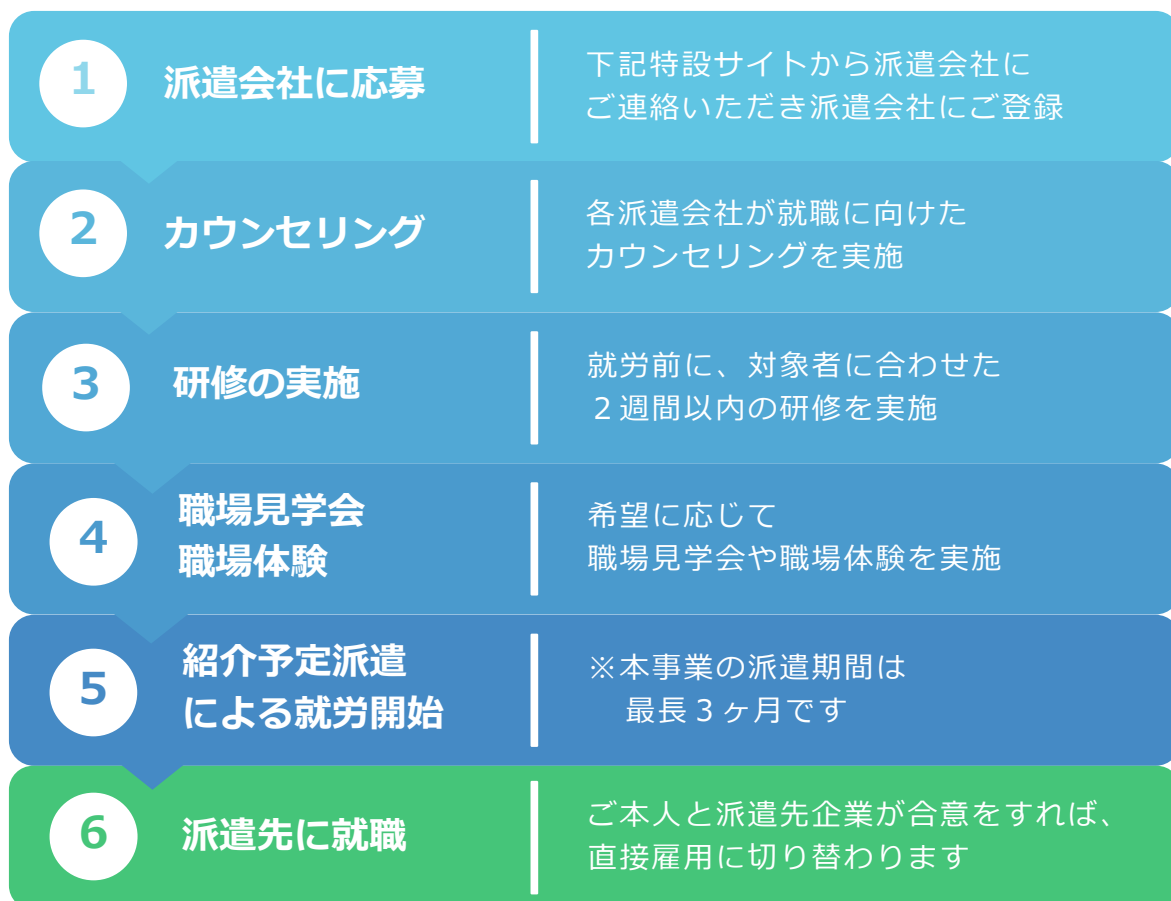 1
派遣会社に応募
下記特設サイトから派遣会社に
ご連絡いただき派遣会社にご登録
2
カウンセリング
各派遣会社が就職に向けた
カウンセリングを実施
3
研修の実施
就労前に、対象者に合わせた
２週間以内の研修を実施
4
職場見学会
職場体験
希望に応じて
職場見学会や職場体験を実施
5
紹介予定派遣
による就労開始
※本事業の派遣期間は
最長３ヶ月です
6
派遣先に就職
ご本人と派遣先企業が合意をすれば、
直接雇用に切り替わります